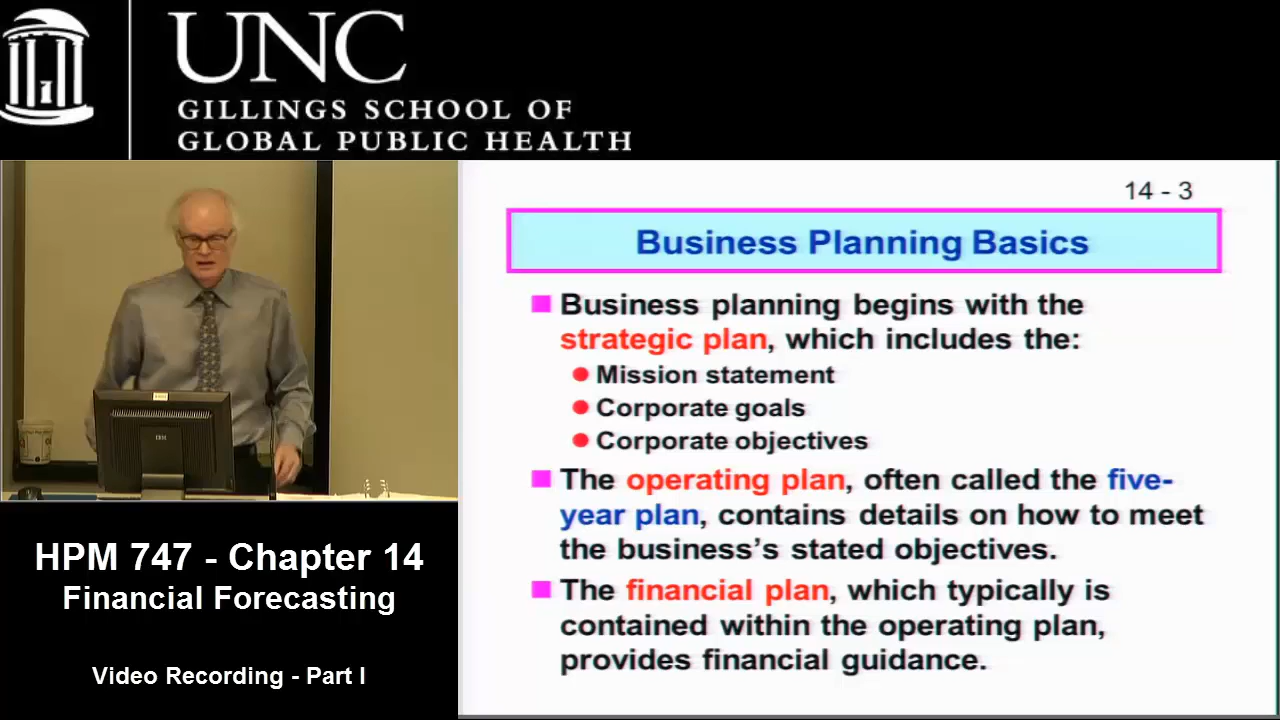 UNC
GILLINGS SCHOOL OF
GLOBAL PUBLIC HEALTH
14 - 3
Business Planning Basics
Business planning begins with the
strategic plan, which includes the:
Mission statement
Corporate goals
Corporate objectives
The operating plan, often called the five-
year plan, contains details on how to meet
the business's stated objectives.
The financial plan, which typically is
contained within the operating plan,
provides financial guidance.
IBM
HPM 747 - Chapter 14
Financial Forecasting
Video Recording - Part I